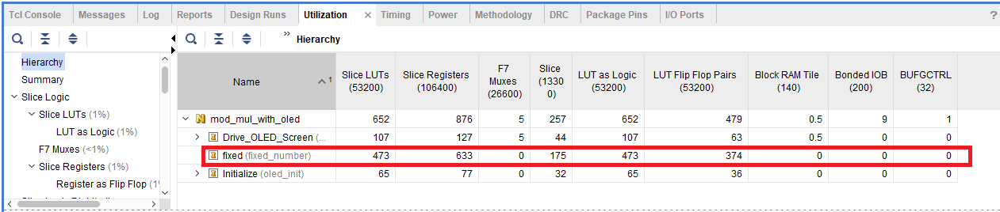 Tcl Console Messages Log Reports Design Runs Utilization × Timing Power Methodology DRC Package Pins I/O Ports ?
» Hierarchy
Hierarchy
Summary
Slice Logic
Slice LUTs (1%)
LUT as Logic (1%)
F7 Muxes (<1%)
Slice Registers (1%)
Register as Flip Flop (1%
Name 1 Slice LUTs (53200) Slice Registers (106400) F7 Muxes (26600) Slice (13300) LUT as Logic (53200) LUT Flip Flop Pairs (53200) Block RAM Tile (140) Bonded IOB (200) BUFGCTRL (32)
N mod_mul_with_oled 652 876 5 257 652 479 0.5 9 1
Drive_OLED_Screen (... 107 127 5 44 107 63 0.5 0 0
fixed (fixed_number) 473 633 0 175 473 374 0 0 0
Initialize (oled_init) 65 77 0 32 65 36 0 0 0